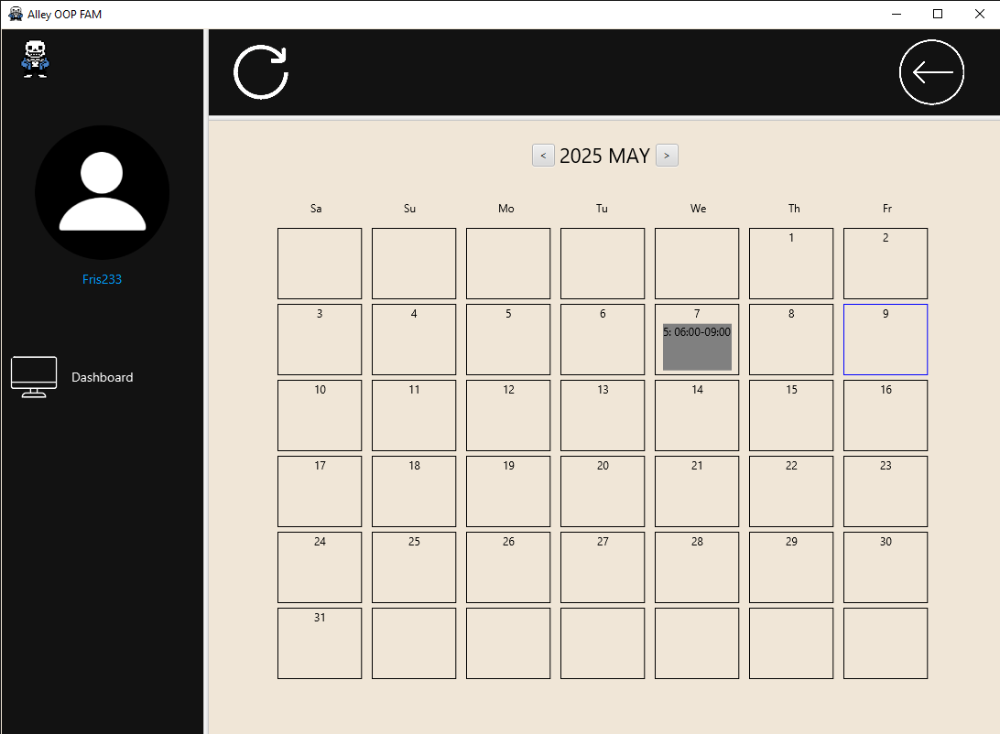 Alley OOP FAM
Fris233
Dashboard
< 2025 MAY >
Sa Su Mo Tu We Th Fr
1 2
3 4 5 6 7 8 9
5: 06:00-09:00
10 11 12 13 14 15 16
17 18 19 20 21 22 23
24 25 26 27 28 29 30
31